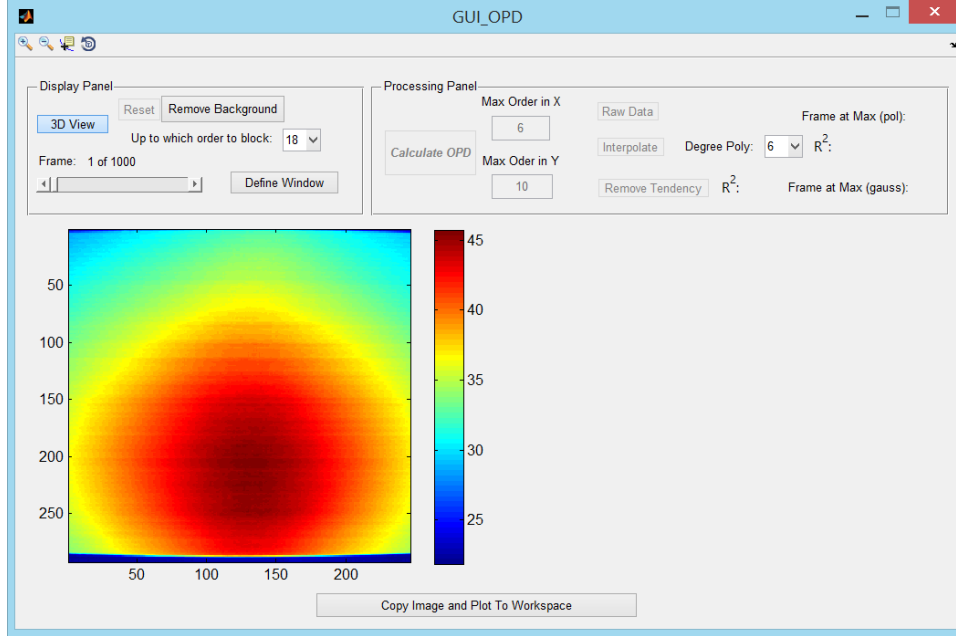 GUI_OPD
Display Panel
Reset
Remove Background
3D View
Up to which order to block:
18
Frame: 1 of 1000
Define Window
Processing Panel
Max Order in X
6
Calculate OPD
Max Oder in Y
10
Raw Data
Frame at Max (pol):
Interpolate
Degree Poly:
6
R²:
Remove Tendency
R²:
Frame at Max (gauss):
50
100
150
200
250
50
100
150
200
45
40
35
30
25
Copy Image and Plot To Workspace